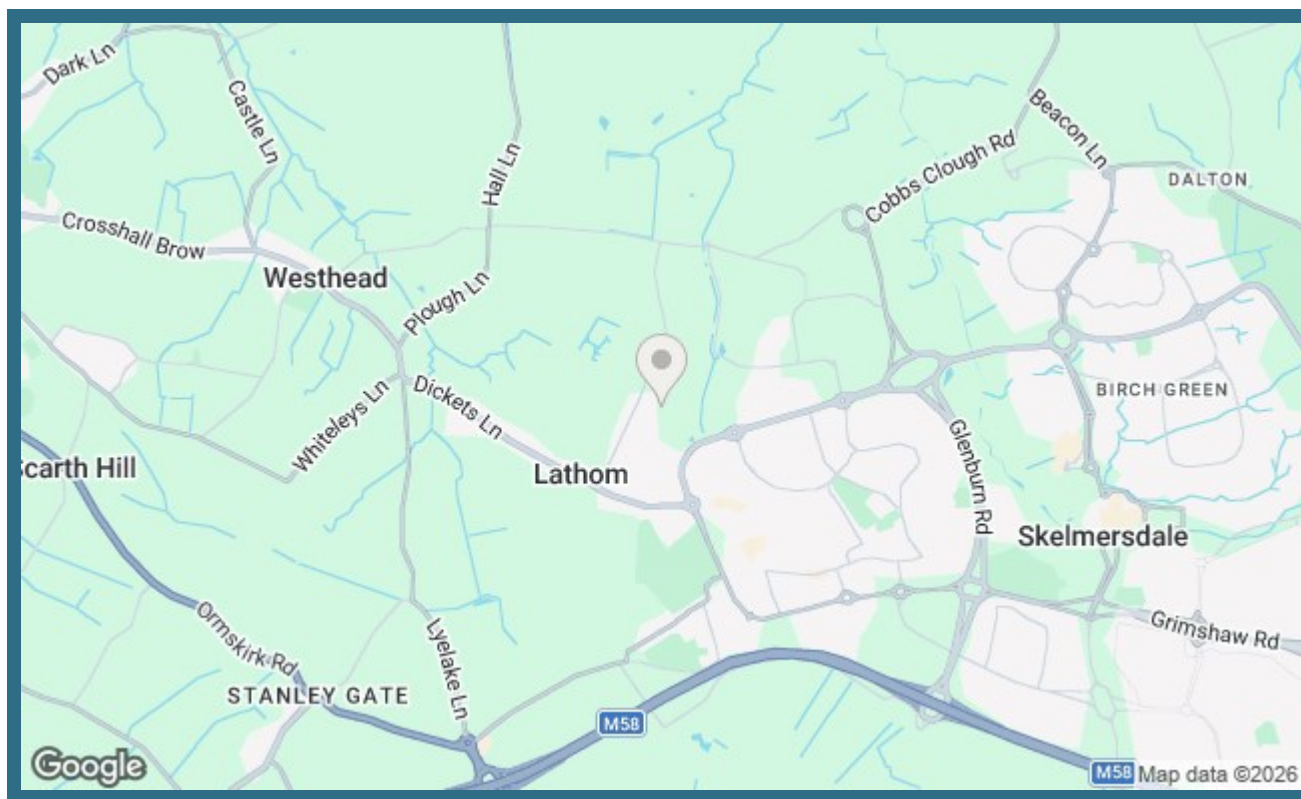 Dark Ln
Castle Ln
Hall Ln
Beacon Ln
Cobbs Clough Rd
DALTON
Crosshall Brow
Westhead
Plough Ln
BIRCH GREEN
Whiteleys Ln
Dickets Ln
Glenburn Rd
Scarth Hill
Lathom
Skelmersdale
Ormskirk Rd
Lyelake Ln
Grimshaw Rd
STANLEY GATE
M58
Google
M58
Map data ©2026